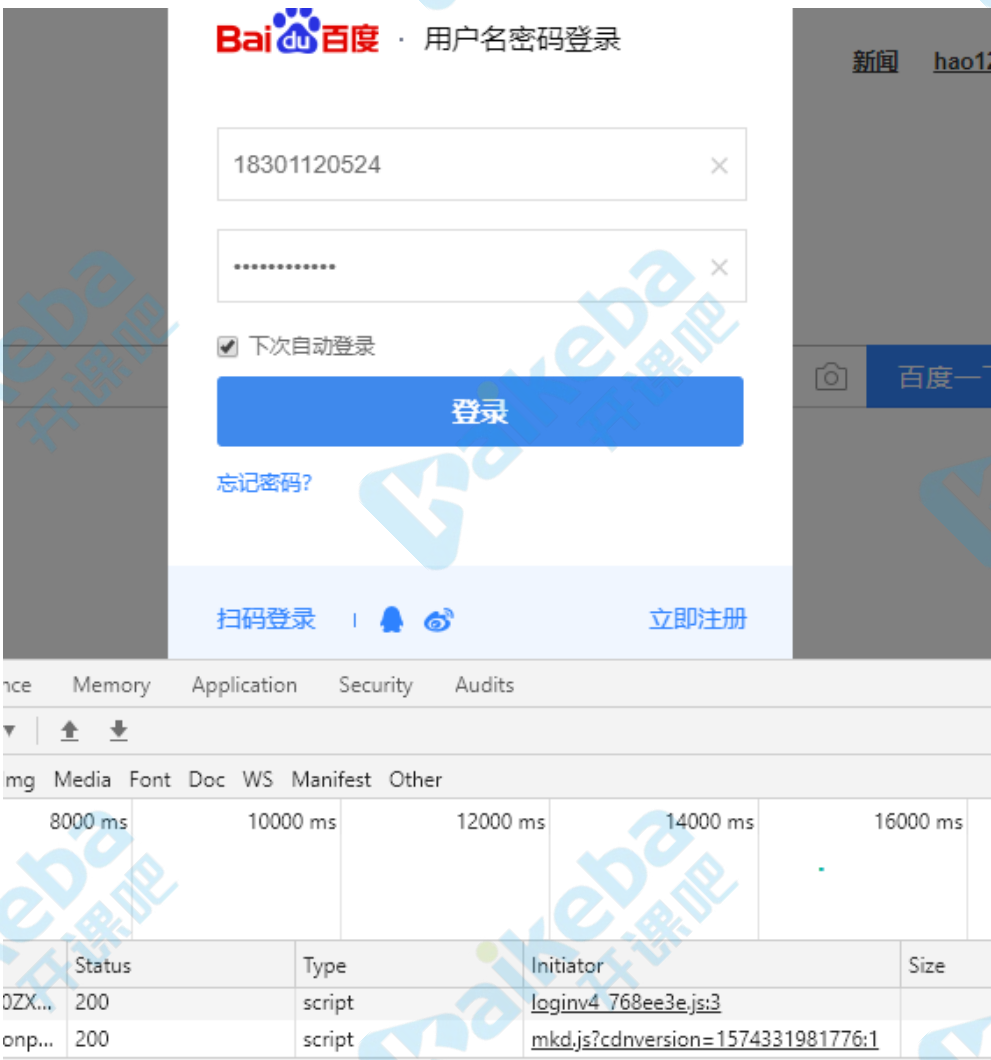 Baidu百度 · 用户名密码登录
新闻 hao12
18301120524
••••••••••••
下次自动登录
登录
百度一下
忘记密码?
扫码登录 立即注册
nce Memory Application Security Audits
mg Media Font Doc WS Manifest Other
8000 ms 10000 ms 12000 ms 14000 ms 16000 ms
Status Type Initiator Size
0ZX... 200 script loginv4_768ee3e.js:3
onp... 200 script mkd.js?cdnversion=1574331981776:1
Kaikeba
开课吧